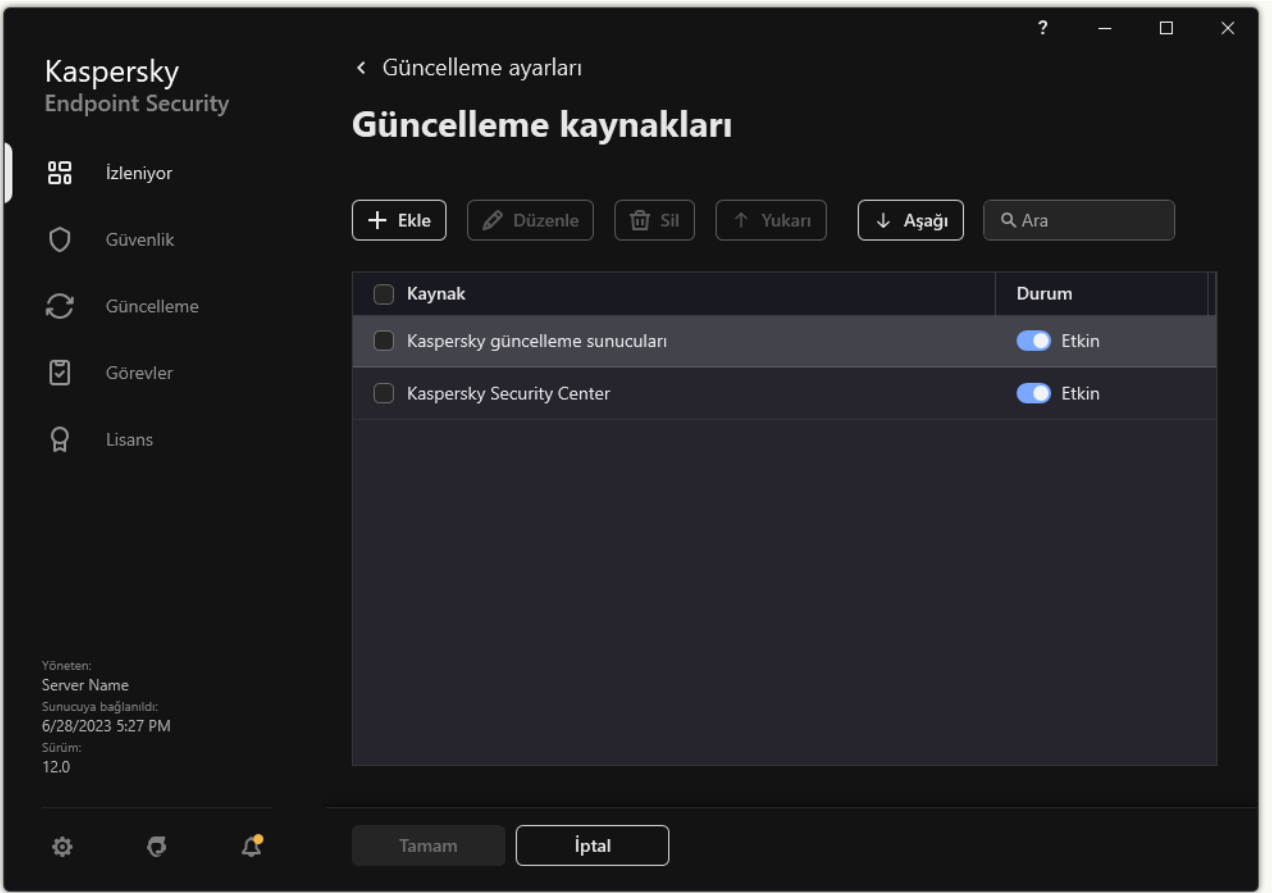 ?
Kaspersky
Endpoint Security
İzleniyor
Güvenlik
Güncelleme
Görevler
Lisans
Yöneten:
Server Name
Sunucuya bağlanıldı:
6/28/2023 5:27 PM
Sürüm:
12.0
Güncelleme ayarları
Güncelleme kaynakları
Ekle Düzenle Sil Yukarı Aşağı Ara
Kaynak Durum
Kaspersky güncelleme sunucuları Etkin
Kaspersky Security Center Etkin
Tamam İptal